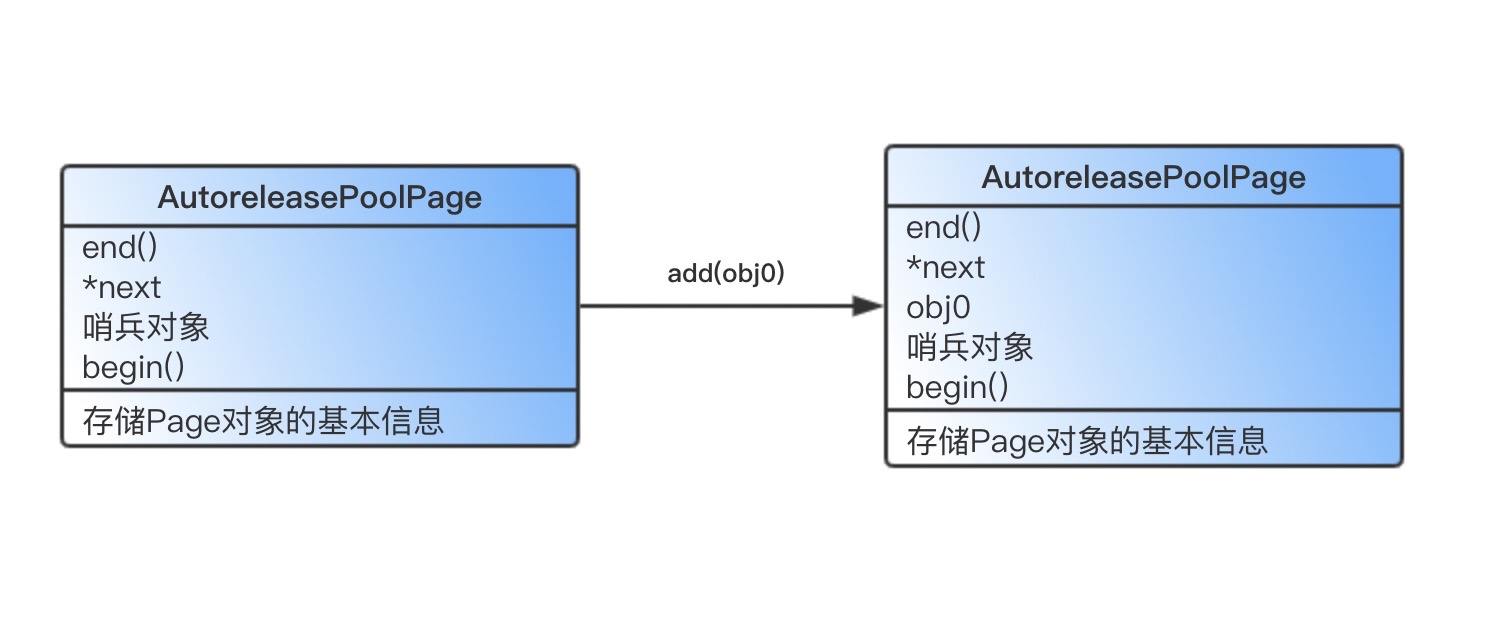 AutoreleasePoolPage
end()
*next
哨兵对象
begin()
存储Page对象的基本信息
add(obj0)
AutoreleasePoolPage
end()
*next
obj0
哨兵对象
begin()
存储Page对象的基本信息